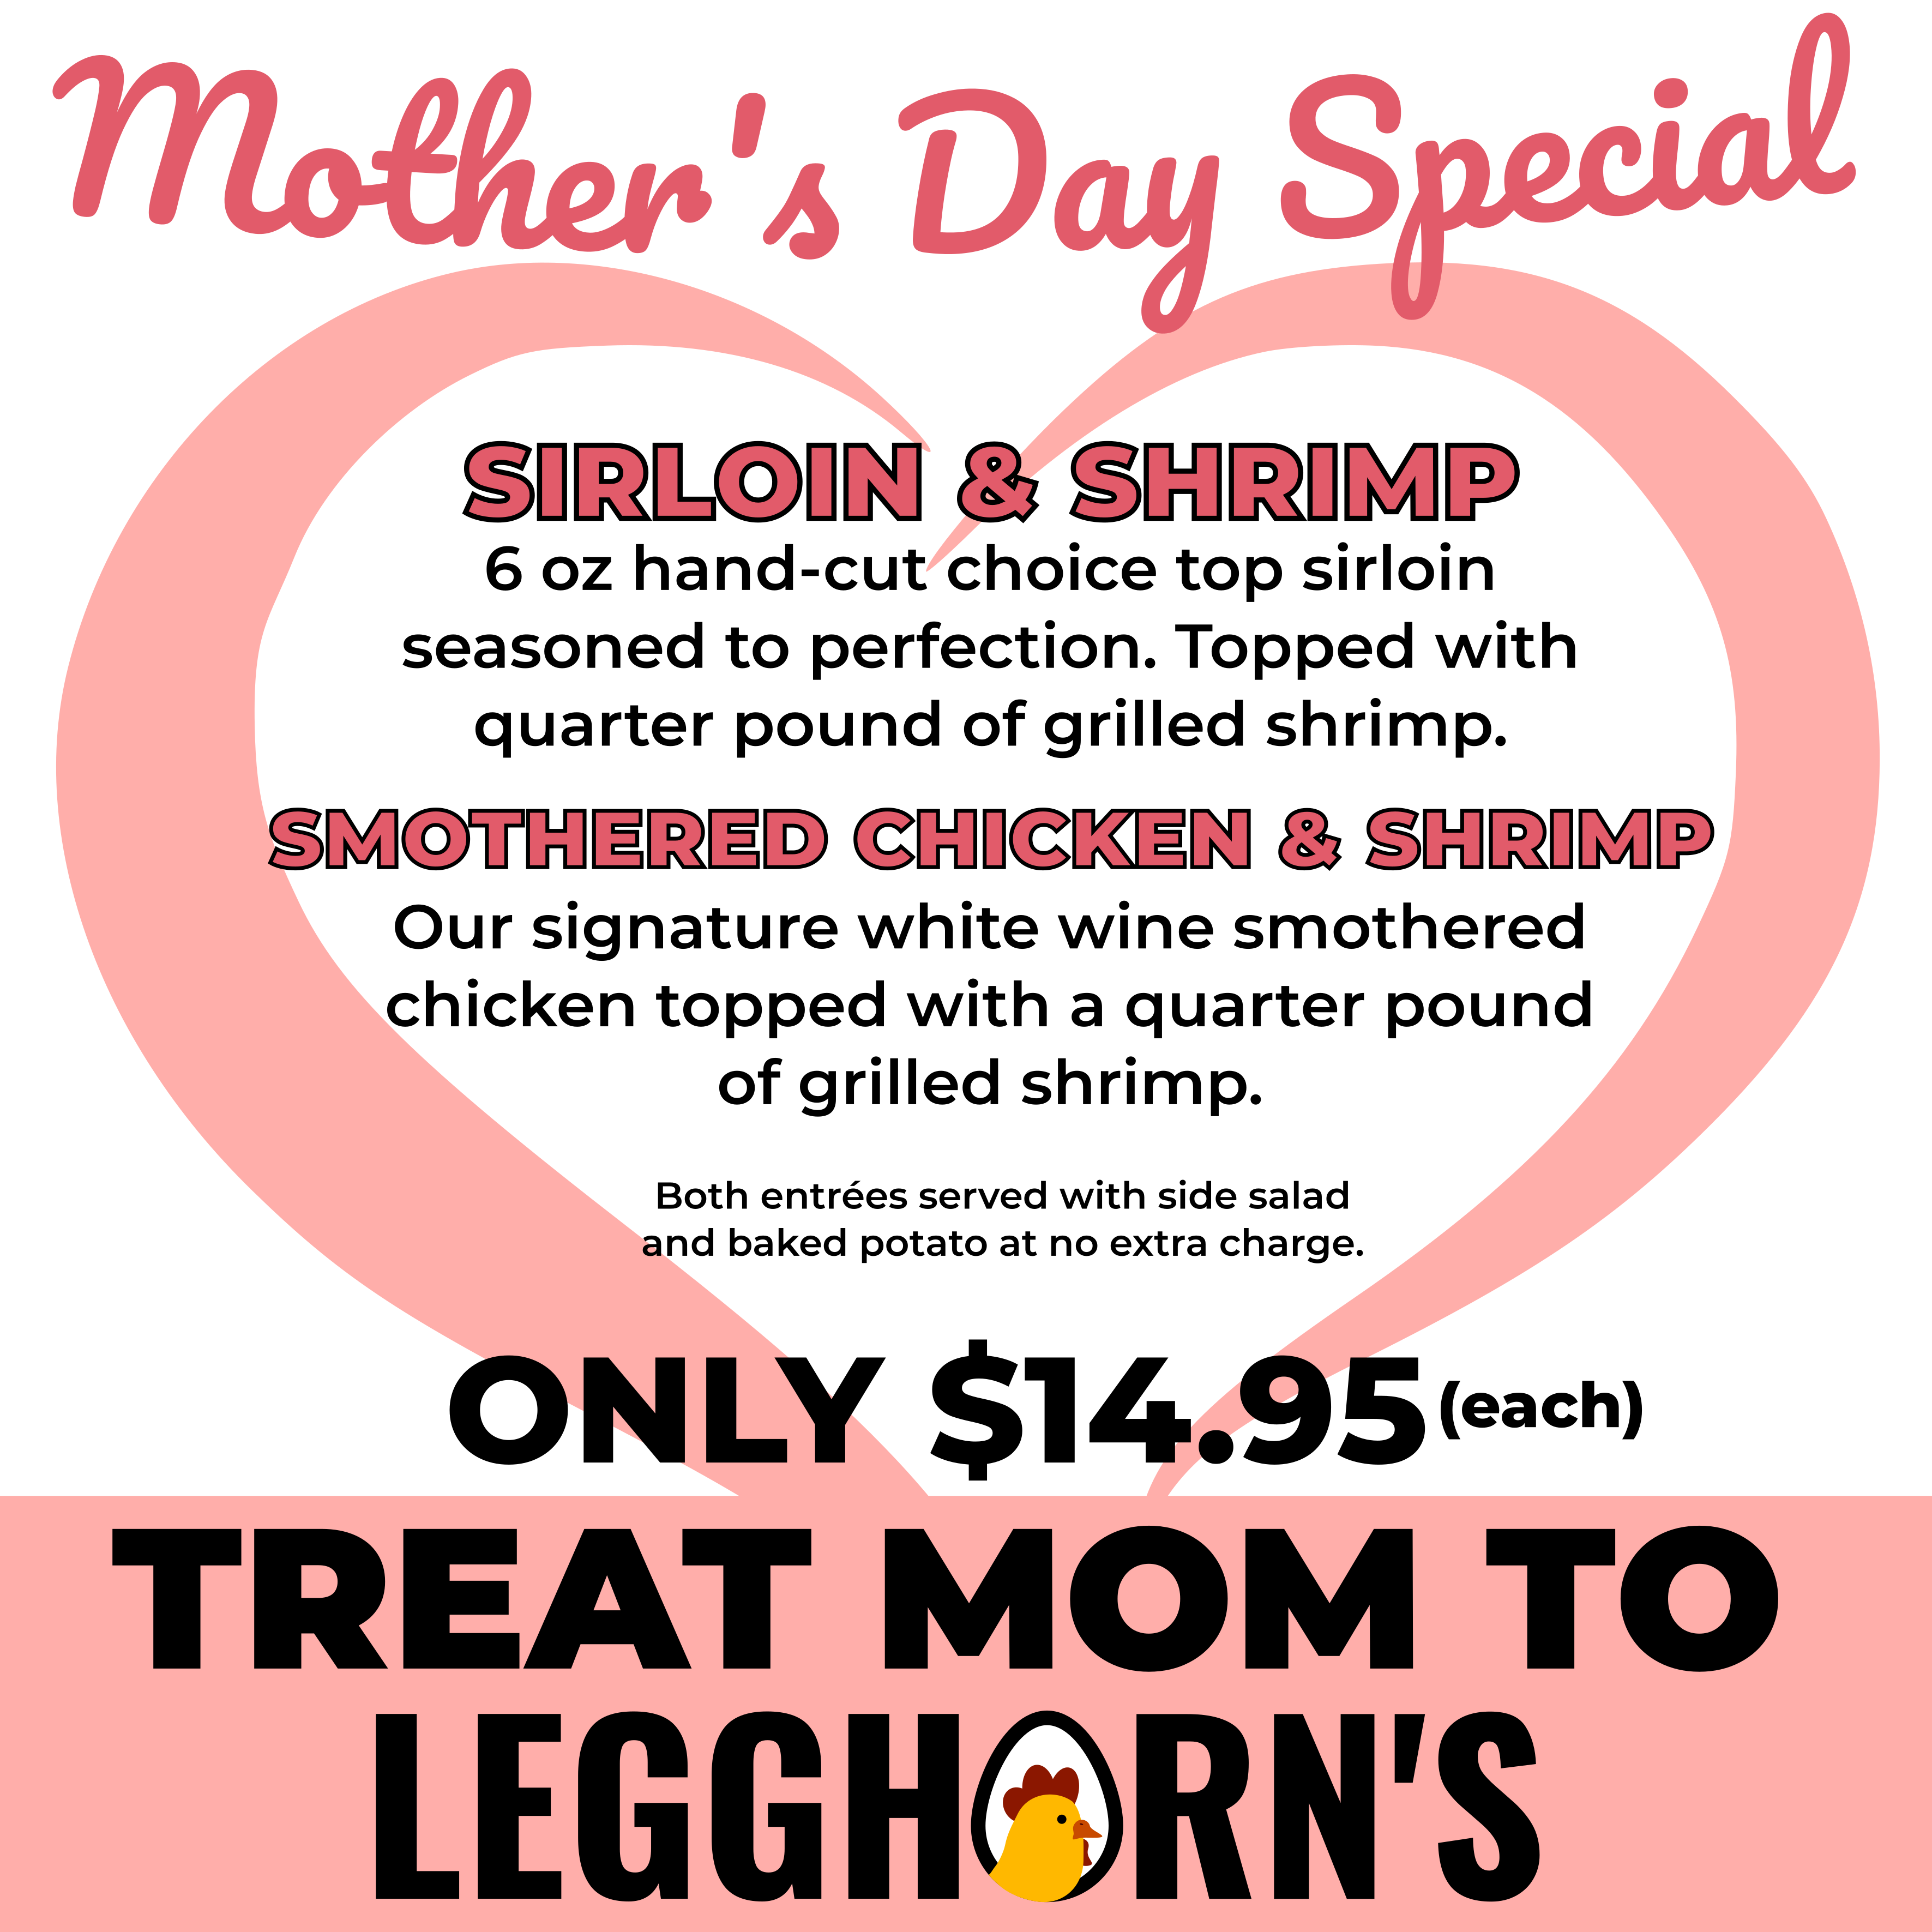 Mother's Day Special
SIRLOIN & SHRIMP
6 oz hand-cut choice top sirloin
seasoned to perfection. Topped with
quarter pound of grilled shrimp.
SMOTHERED CHICKEN & SHRIMP
Our signature white wine smothered
chicken topped with a quarter pound
of grilled shrimp.
Both entrées served with side salad
and baked potato at no extra charge.
ONLY $14.95 (each)
TREAT MOM TO
LEGGHORN'S